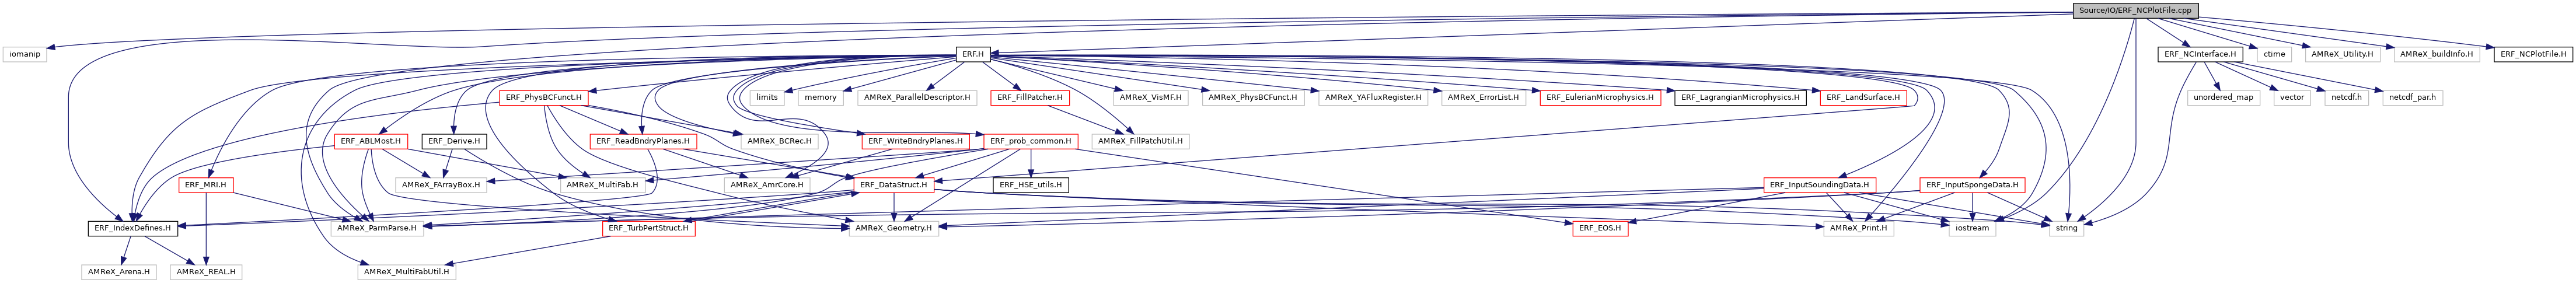 Source/IO/ERF_NCPlotFile.cpp
iomanip
ERF.H
ERF_NCInterface.H
ctime
AMReX_Utility.H
AMReX_buildInfo.H
ERF_NCPlotFile.H
ERF_PhysBCFunct.H
limits
memory
AMReX_ParallelDescriptor.H
ERF_FillPatcher.H
AMReX_VisMF.H
AMReX_PhysBCFunct.H
AMReX_YAFluxRegister.H
AMReX_ErrorList.H
ERF_EulerianMicrophysics.H
ERF_LagrangianMicrophysics.H
ERF_LandSurface.H
unordered_map
vector
netcdf.h
netcdf_par.h
ERF_ABLMost.H
ERF_Derive.H
ERF_ReadBndryPlanes.H
AMReX_BCRec.H
ERF_WriteBndryPlanes.H
ERF_prob_common.H
AMReX_FillPatchUtil.H
ERF_MRI.H
AMReX_FArrayBox.H
AMReX_MultiFab.H
AMReX_AmrCore.H
ERF_DataStruct.H
ERF_HSE_utils.H
ERF_InputSoundingData.H
ERF_InputSpongeData.H
ERF_IndexDefines.H
AMReX_ParmParse.H
ERF_TurbPertStruct.H
AMReX_Geometry.H
ERF_EOS.H
AMReX_Print.H
iostream
string
AMReX_Arena.H
AMReX_REAL.H
AMReX_MultiFabUtil.H